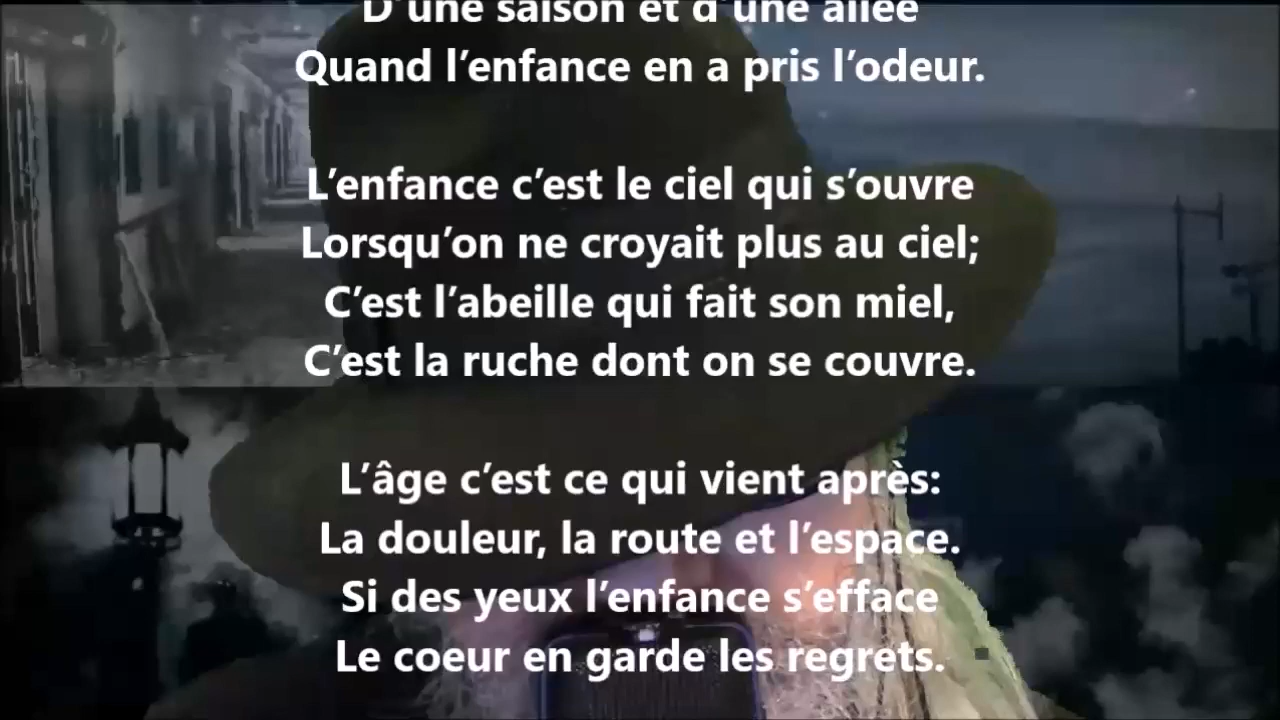 D'une saison et d'une allée
Quand l’enfance en a pris l’odeur.
L’enfance c’est le ciel qui s’ouvre
Lorsqu’on ne croyait plus au ciel;
C’est l’abeille qui fait son miel,
C’est la ruche dont on se couvre.
L’âge c’est ce qui vient après:
La douleur, la route et l’espace.
Si des yeux l’enfance s’efface
Le coeur en garde les regrets.